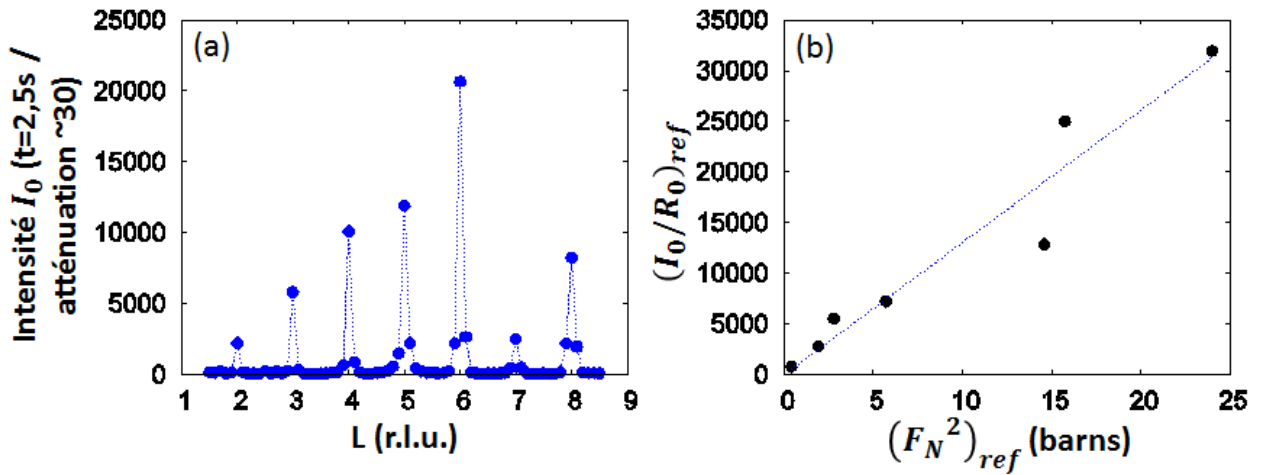 (a)
Intensité I₀ (t=2,5s /
atténuation ~30)
25000
20000
15000
10000
5000
0
1 2 3 4 5 6 7 8 9
L (r.l.u.)
(b)
(I₀/R₀)ref
35000
30000
25000
20000
15000
10000
5000
0
0 5 10 15 20 25
(F_N²)ref (barns)